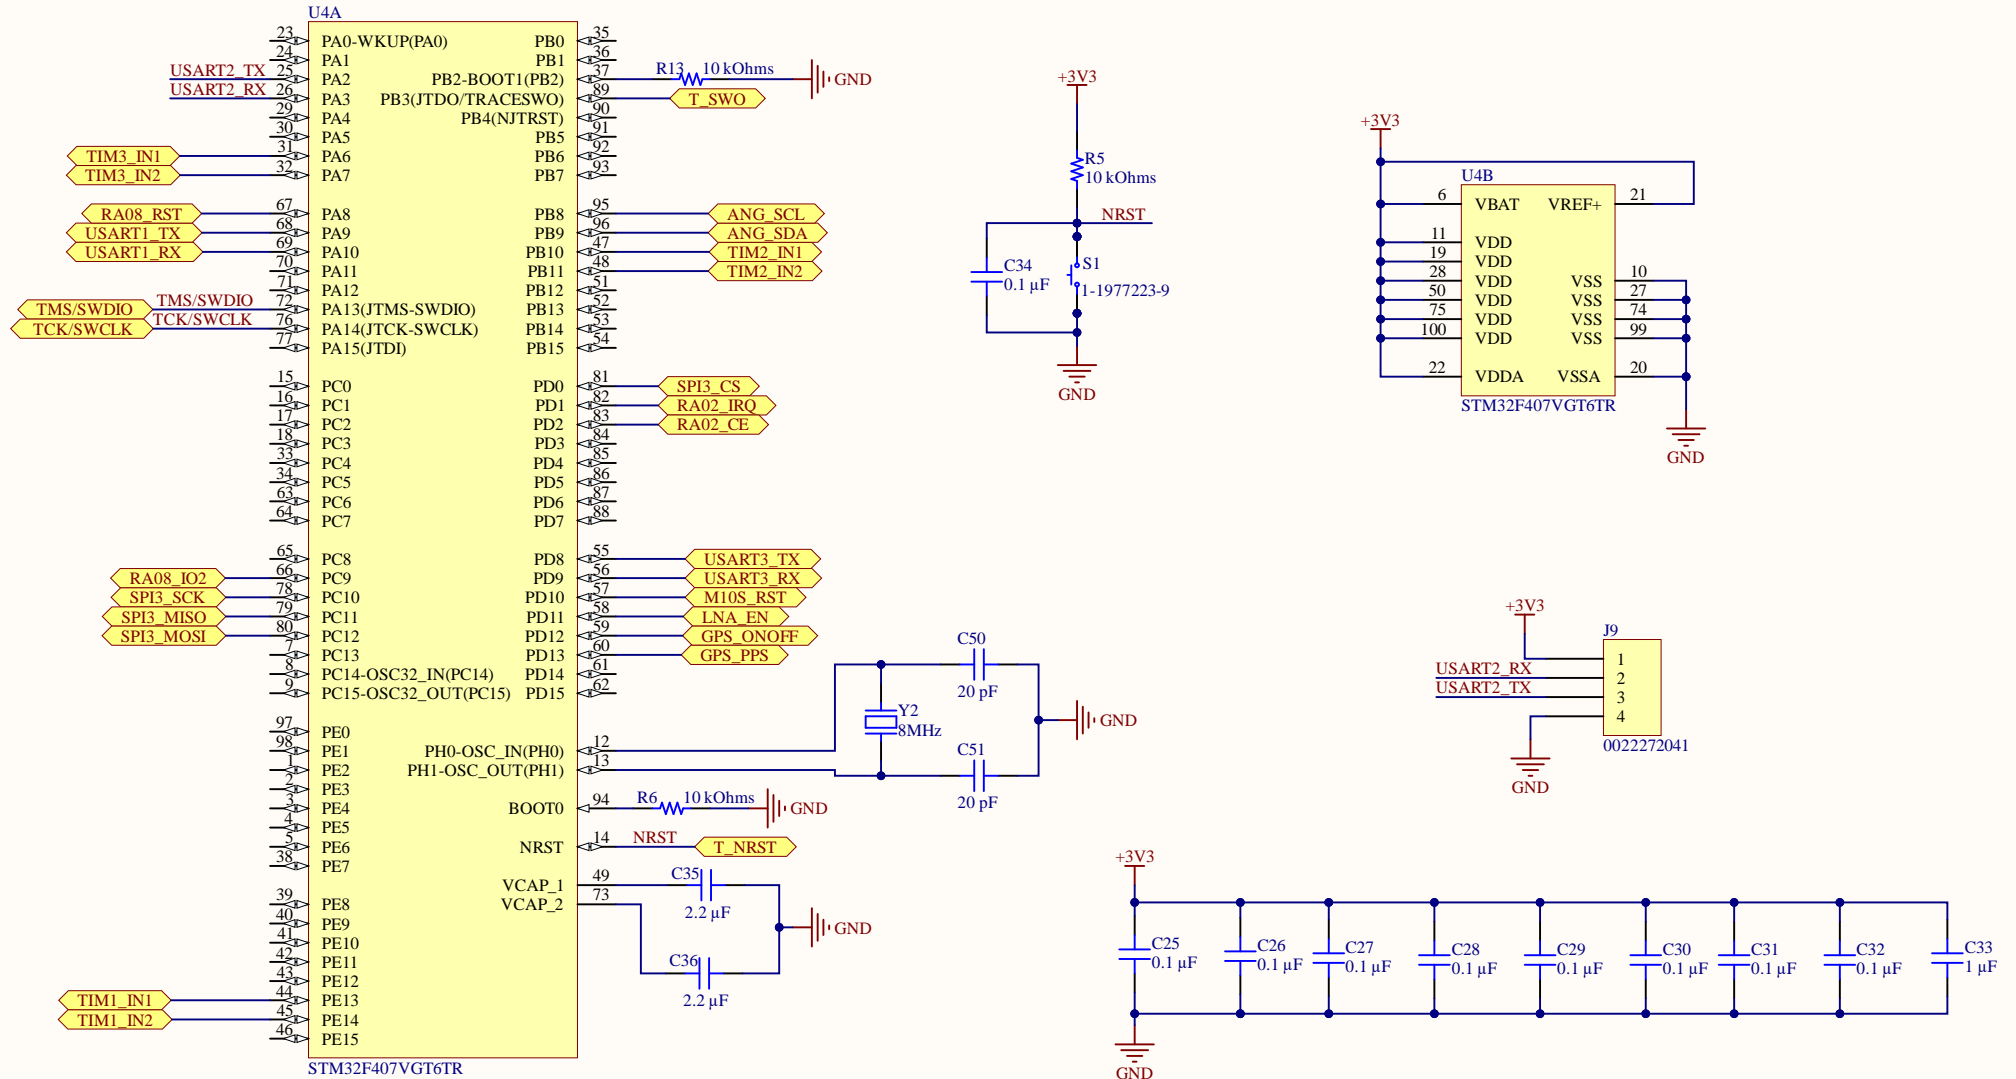 U4A
23 PA0-WKUP(PA0) PB0 35
24 PA1 PB1 36
USART2_TX 25 PA2 PB2-BOOT1(PB2) 37 R13 10 kOhms GND
USART2_RX 26 PA3 PB3(JTDO/TRACESWO) 89 T_SWO
29 PA4 PB4(NJTRST) 90
30 PA5 PB5 91
TIM3_IN1 31 PA6 PB6 92
TIM3_IN2 32 PA7 PB7 93
RA08_RST 67 PA8 PB8 95 ANG_SCL
USART1_TX 68 PA9 PB9 96 ANG_SDA
USART1_RX 69 PA10 PB10 47 TIM2_IN1
70 PA11 PB11 48 TIM2_IN2
71 PA12 PB12 51
TMS/SWDIO TMS/SWDIO 72 PA13(JTMS-SWDIO) PB13 52
TCK/SWCLK TCK/SWCLK 76 PA14(JTCK-SWCLK) PB14 53
77 PA15(JTDI) PB15 54
15 PC0 PD0 81 SPI3_CS
16 PC1 PD1 82 RA02_IRQ
17 PC2 PD2 83 RA02_CE
18 PC3 PD3 84
33 PC4 PD4 85
34 PC5 PD5 86
63 PC6 PD6 87
64 PC7 PD7 88
65 PC8 PD8 55 USART3_TX
RA08_IO2 66 PC9 PD9 56 USART3_RX
SPI3_SCK 78 PC10 PD10 57 M10S_RST
SPI3_MISO 79 PC11 PD11 58 LNA_EN
SPI3_MOSI 80 PC12 PD12 59 GPS_ONOFF
7 PC13 PD13 60 GPS_PPS
8 PC14-OSC32_IN(PC14) PD14 61
9 PC15-OSC32_OUT(PC15) PD15 62
97 PE0
98 PE1 PH0-OSC_IN(PH0) 12
1 PE2 PH1-OSC_OUT(PH1) 13
2 PE3
3 PE4 BOOT0 94 R6 10 kOhms GND
4 PE5
5 PE6 NRST 14 NRST T_NRST
38 PE7
VCAP_1 49
39 PE8 VCAP_2 73
40 PE9
41 PE10
42 PE11
43 PE12
TIM1_IN1 44 PE13
TIM1_IN2 45 PE14
46 PE15
STM32F407VGT6TR
C50
20 pF
Y2
8MHz
GND
C51
20 pF
C35
2.2 µF
GND
C36
2.2 µF
+3V3
R5
10 kOhms
NRST
C34
0.1 µF
S1
1-1977223-9
GND
+3V3
U4B
6 VBAT VREF+ 21
11 VDD
19 VDD
28 VDD VSS 10
50 VDD VSS 27
75 VDD VSS 74
100 VDD VSS 99
22 VDDA VSSA 20
STM32F407VGT6TR
GND
+3V3
J9
1
USART2_RX 2
USART2_TX 3
4
0022272041
GND
+3V3
C25 C26 C27 C28 C29 C30 C31 C32 C33
0.1 µF 0.1 µF 0.1 µF 0.1 µF 0.1 µF 0.1 µF 0.1 µF 0.1 µF 1 µF
GND